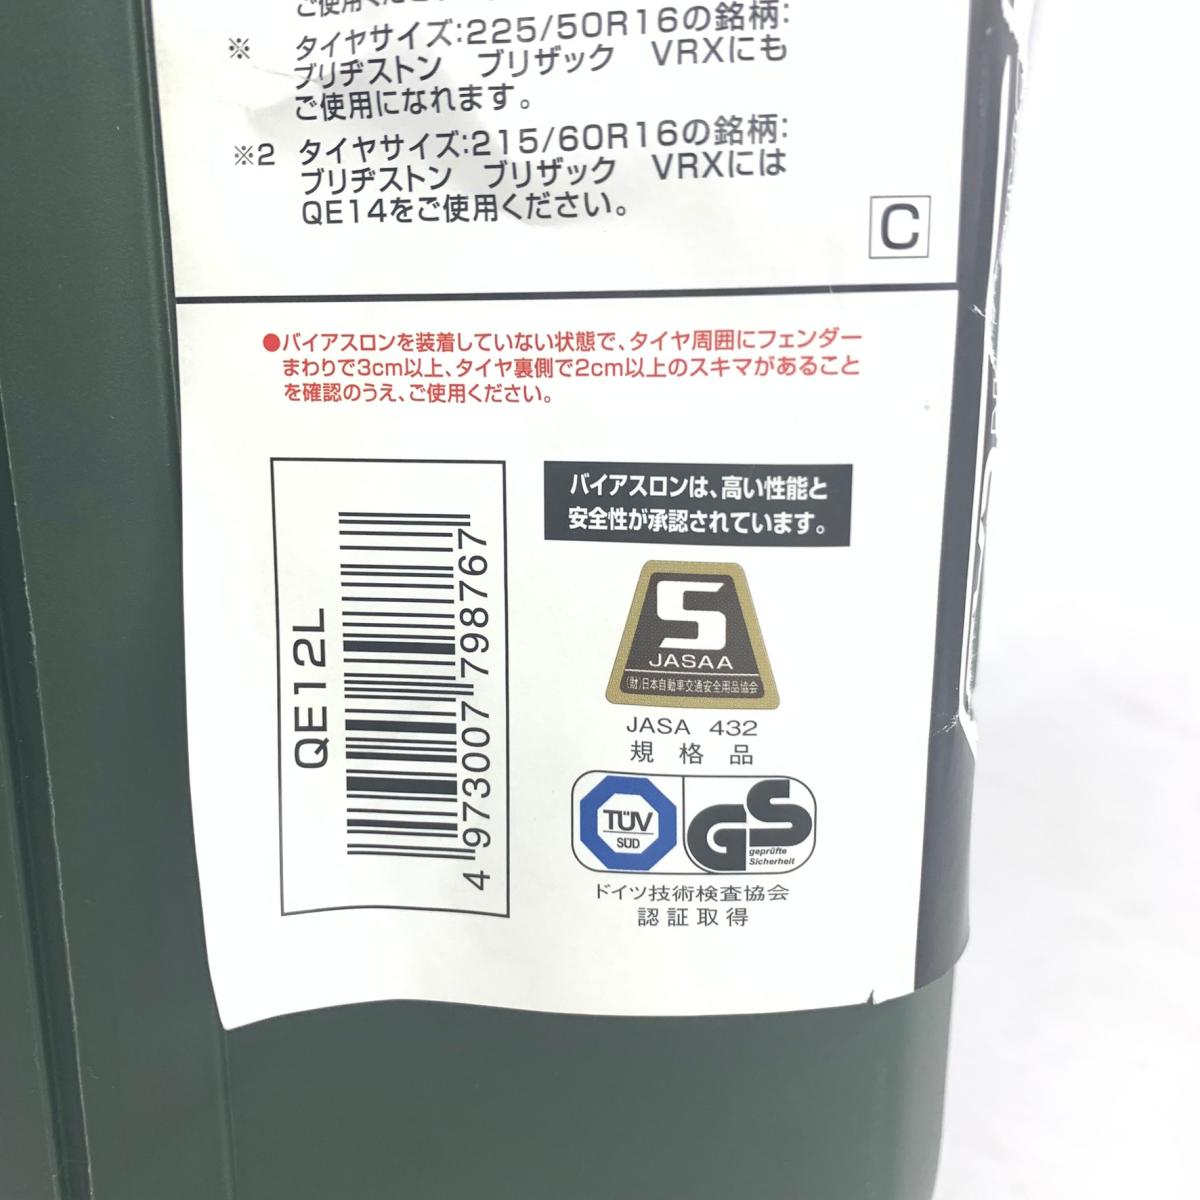 ご使用ください。
※ タイヤサイズ:225/50R16の銘柄:
ブリヂストン ブリザック VRXにも
ご使用になれます。
※2 タイヤサイズ:215/60R16の銘柄:
ブリヂストン ブリザック VRXには
QE14をご使用ください。
C
●バイアスロンを装着していない状態で、タイヤ周囲にフェンダー
まわりで3cm以上、タイヤ裏側で2cm以上のスキマがあること
を確認のうえ、ご使用ください。
バイアスロンは、高い性能と
安全性が承認されています。
QE12L
4 973007 798767
S
JASAA
(財)日本自動車交通安全用品協会
JASA 432
規格品
TÜV
SÜD
GS
geprüfte
Sicherheit
ドイツ技術検査協会
認証取得